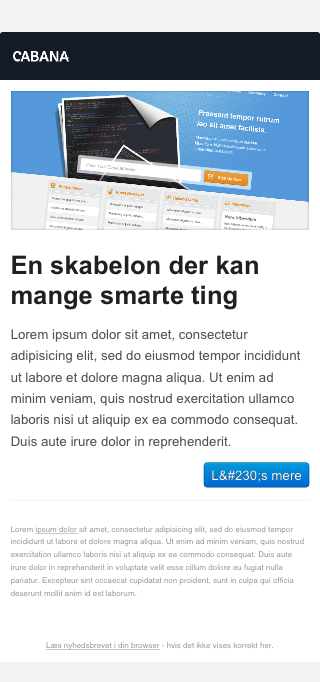 CABANA
Praesent tempor rutrum
leo sit amet facilisis.
Sign Up Now
En skabelon der kan
mange smarte ting
Lorem ipsum dolor sit amet, consectetur
adipisicing elit, sed do eiusmod tempor incididunt
ut labore et dolore magna aliqua. Ut enim ad
minim veniam, quis nostrud exercitation ullamco
laboris nisi ut aliquip ex ea commodo consequat.
Duis aute irure dolor in reprehenderit.
L&#230;s mere
Lorem ipsum dolor sit amet, consectetur adipisicing elit, sed do eiusmod tempor
incididunt ut labore et dolore magna aliqua. Ut enim ad minim veniam, quis nostrud
exercitation ullamco laboris nisi ut aliquip ex ea commodo consequat. Duis aute
irure dolor in reprehenderit in voluptate velit esse cillum dolore eu fugiat nulla
pariatur. Excepteur sint occaecat cupidatat non proident, sunt in culpa qui officia
deserunt mollit anim id est laborum.
Læs nyhedsbrevet i din browser - hvis det ikke vises korrekt her.